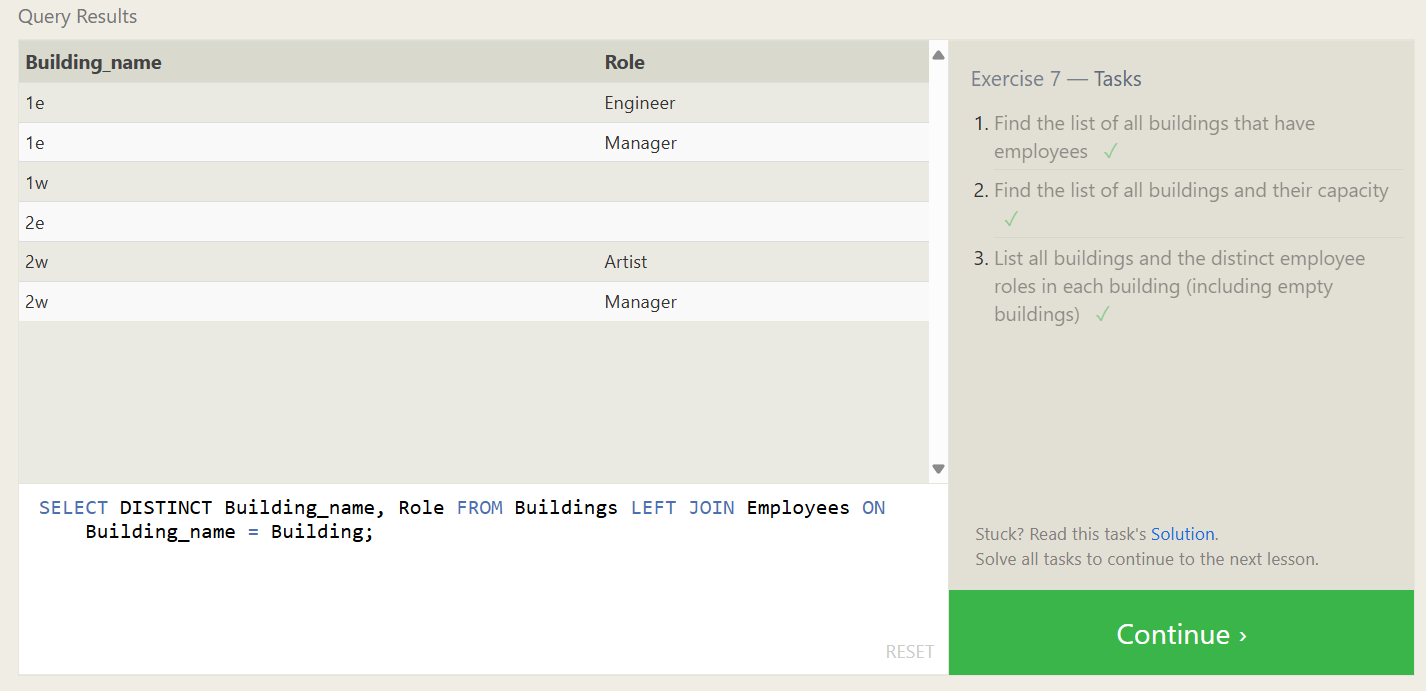 Query Results
Building_name Role
1e Engineer
1e Manager
1w
2e
2w Artist
2w Manager
SELECT DISTINCT Building_name, Role FROM Buildings LEFT JOIN Employees ON
Building_name = Building;
RESET
Exercise 7 — Tasks
1. Find the list of all buildings that have
employees ✓
2. Find the list of all buildings and their capacity
✓
3. List all buildings and the distinct employee
roles in each building (including empty
buildings) ✓
Stuck? Read this task's Solution.
Solve all tasks to continue to the next lesson.
Continue ›